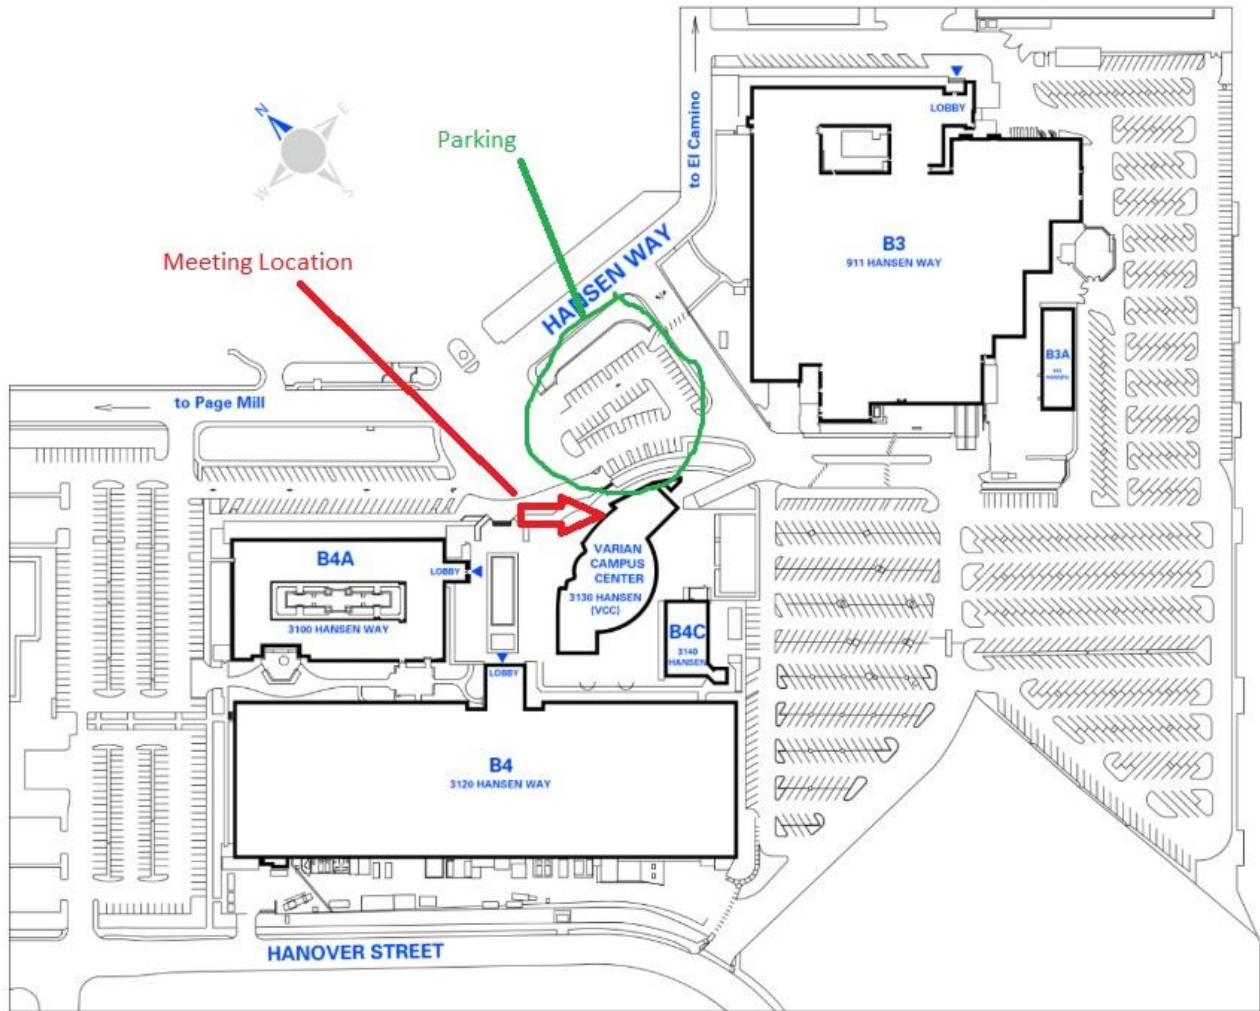 LOBBY
to El Camino
N
E
W
S
Parking
B3
911 HANSEN WAY
Meeting Location
HANSEN WAY
B3A
to Page Mill
B4A
LOBBY
3100 HANSEN WAY
VARIAN
CAMPUS
CENTER
3130 HANSEN
(VCC)
B4C
3140
HANSEN
LOBBY
B4
3120 HANSEN WAY
HANOVER STREET